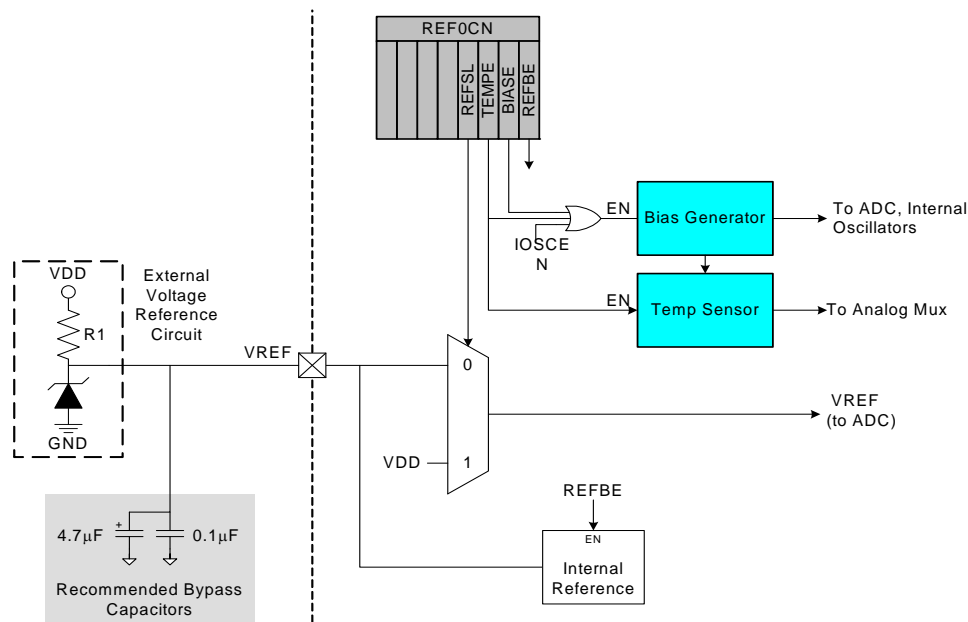 REF0CN
REFSL
TEMPE
BIASE
REFBE
EN
Bias Generator
To ADC, Internal
Oscillators
IOSCE
N
EN
Temp Sensor
To Analog Mux
VDD
External
Voltage
Reference
Circuit
R1
GND
VREF
0
VREF
(to ADC)
VDD
1
REFBE
EN
Internal
Reference
+
4.7μF
0.1μF
Recommended Bypass
Capacitors